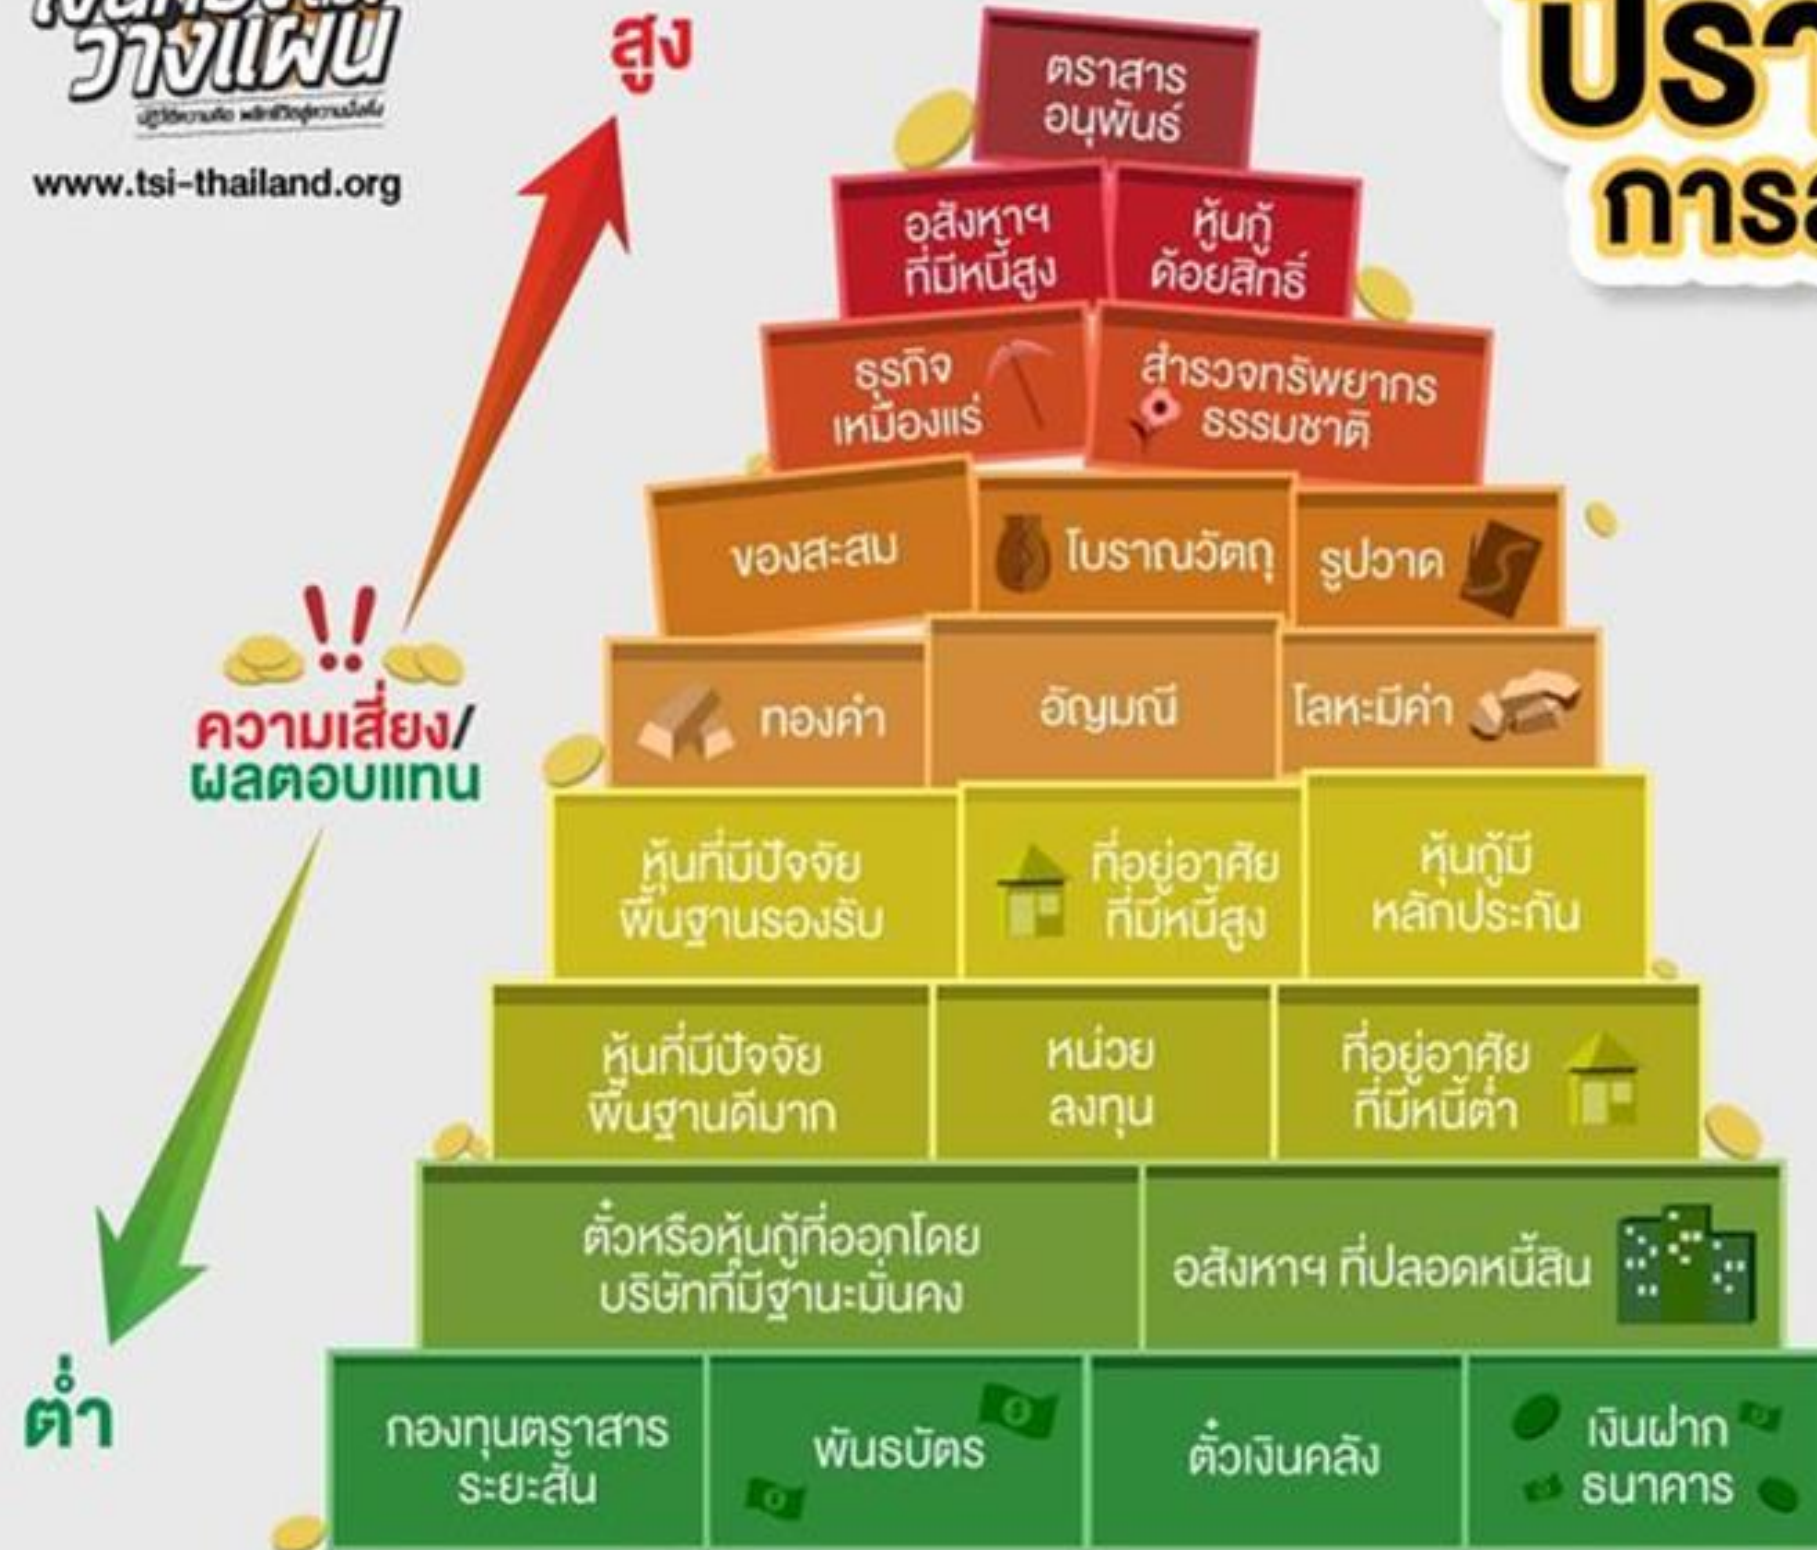 วางแผน
www.tsi-thailand.org
สูง
ตราสาร
อนุพันธ์
อสังหาฯ
ที่มีหนี้สูง
หุ้นกู้
ด้อยสิทธิ์
ธุรกิจ
เหมืองแร่
สำรวจทรัพยากร
ธรรมชาติ
ของสะสม
โบราณวัตถุ
รูปวาด
ทองคำ
อัญมณี
โลหะมีค่า
ความเสี่ยง/
ผลตอบแทน
หุ้นที่มีปัจจัย
พื้นฐานรองรับ
ที่อยู่อาศัย
ที่มีหนี้สูง
หุ้นกู้มี
หลักประกัน
หุ้นที่มีปัจจัย
พื้นฐานดีมาก
หน่วย
ลงทุน
ที่อยู่อาศัย
ที่มีหนี้ต่ำ
ตั๋วหรือหุ้นกู้ที่ออกโดย
บริษัทที่มีฐานะมั่นคง
อสังหาฯ ที่ปลอดหนี้สิน
ต่ำ
กองทุนตราสาร
ระยะสั้น
พันธบัตร
ตั๋วเงินคลัง
เงินฝาก
ธนาคาร